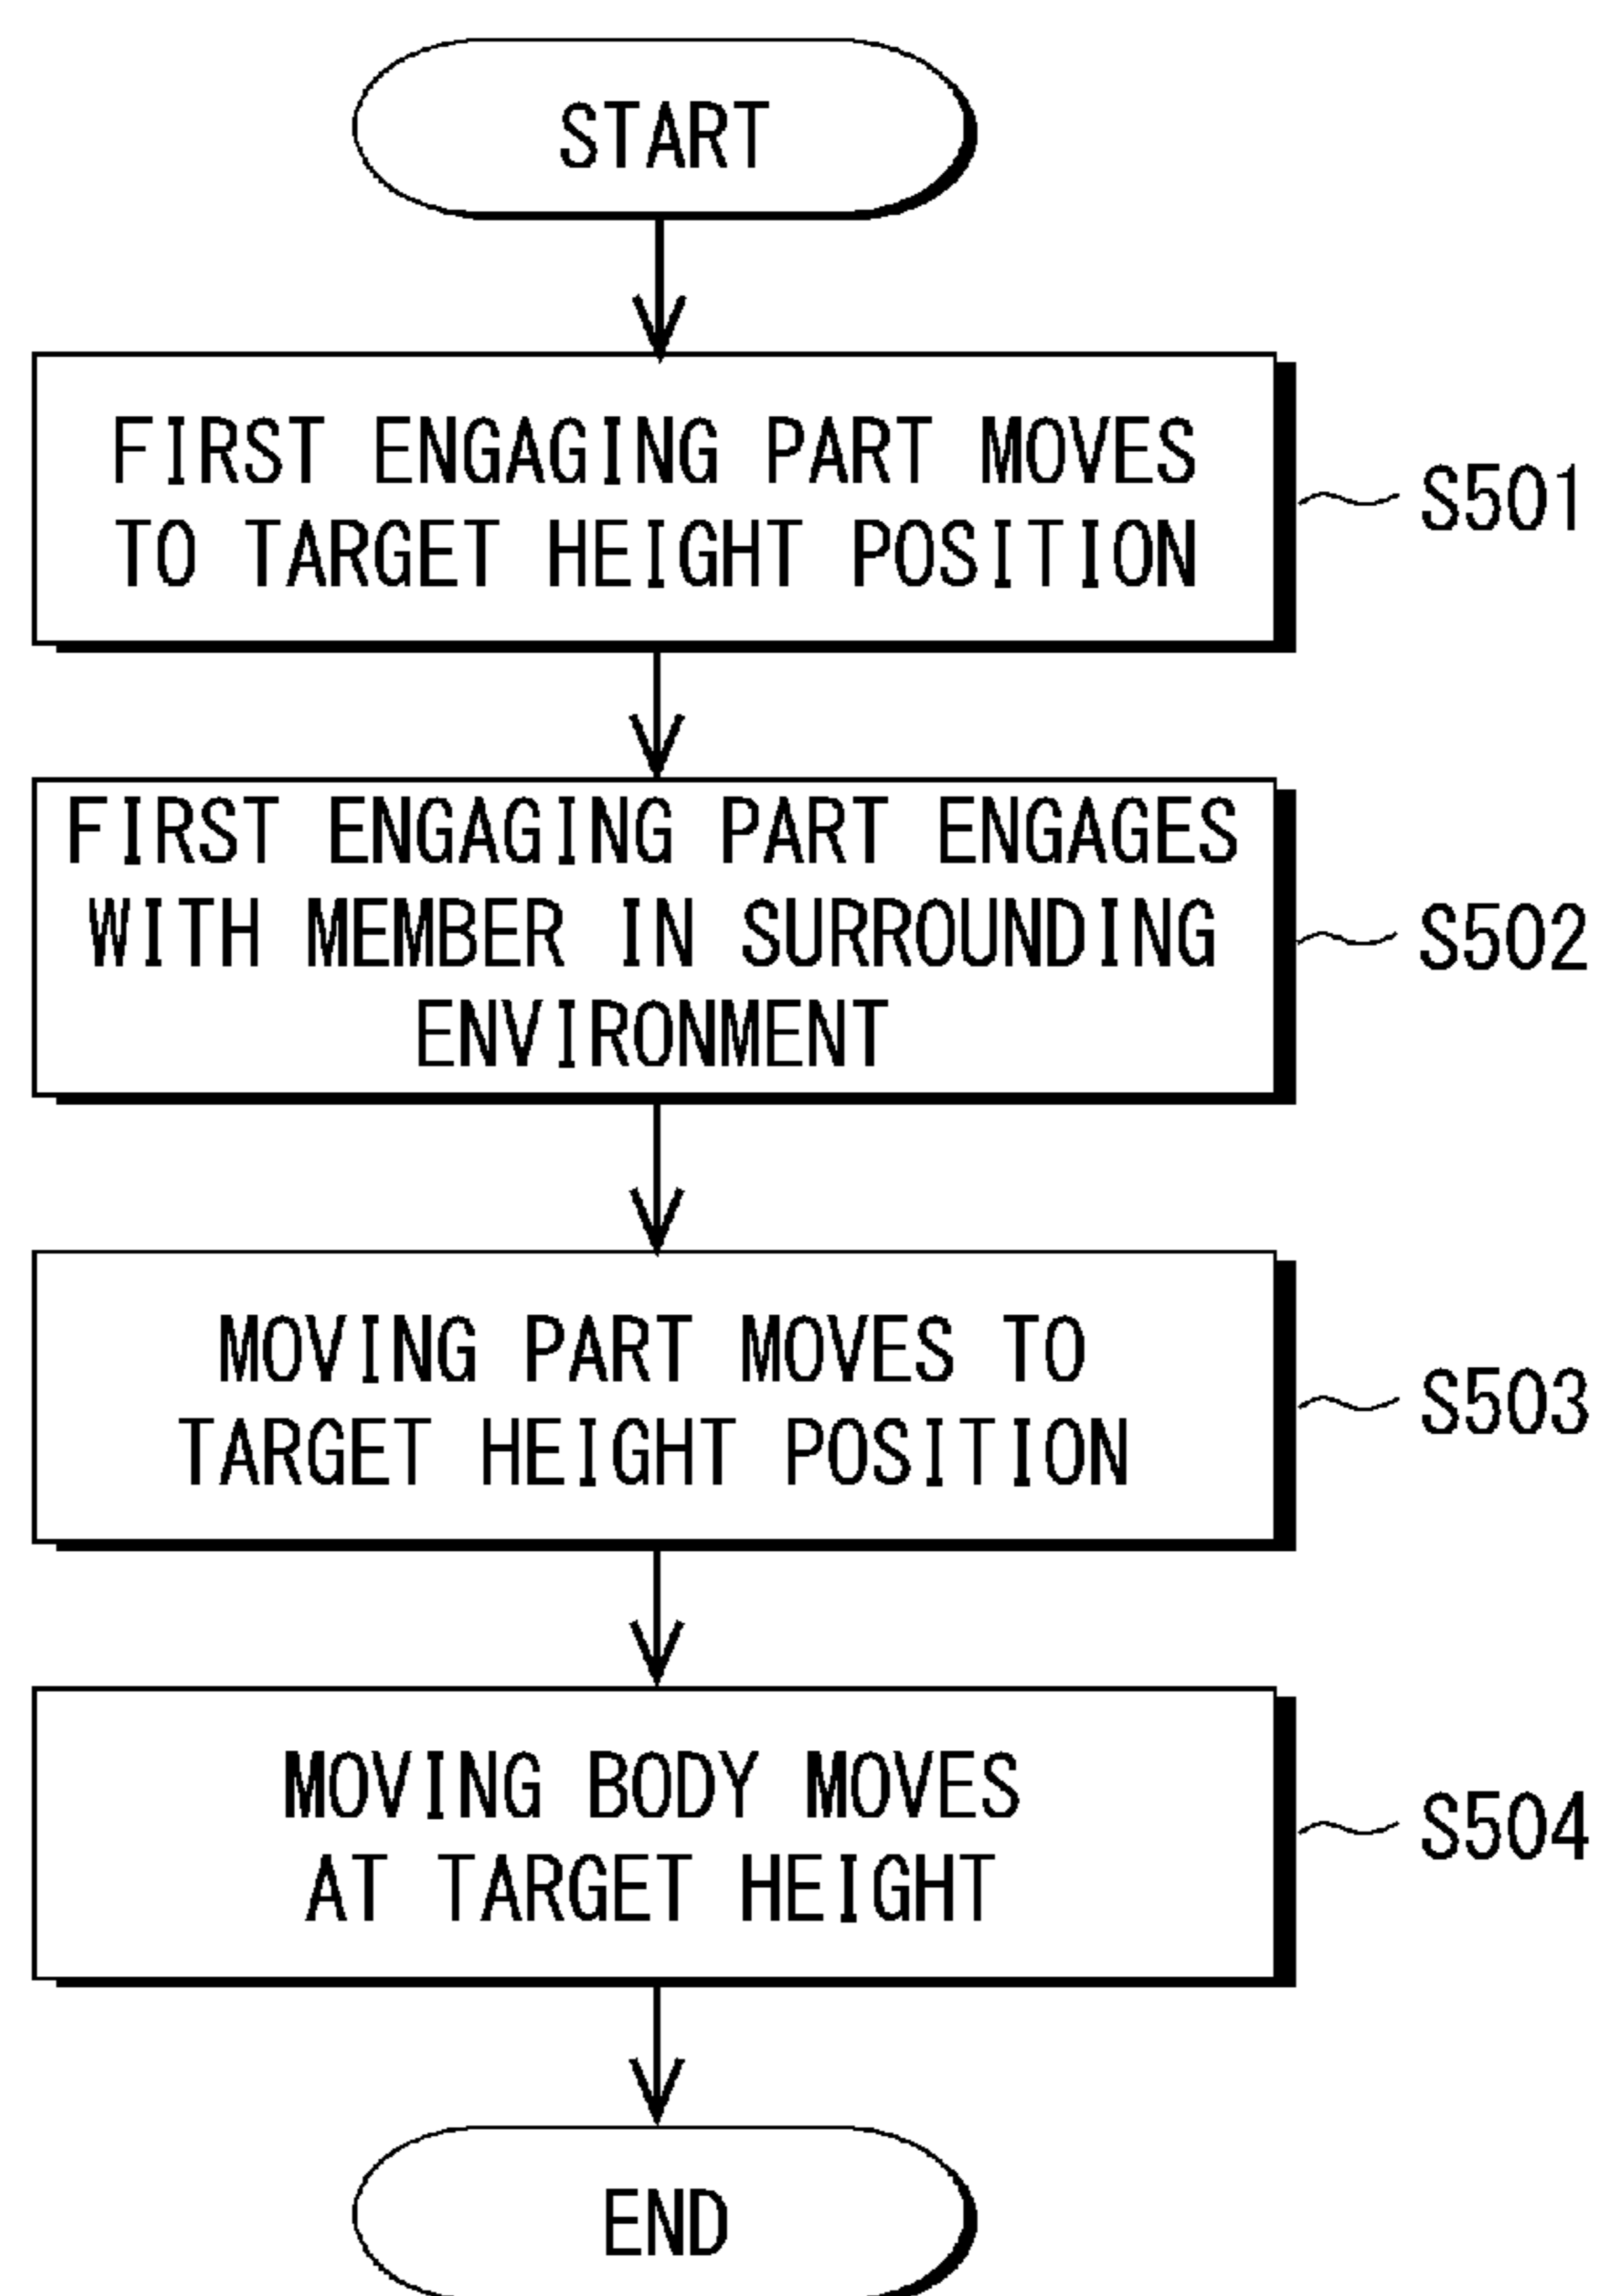 START
FIRST ENGAGING PART MOVES
TO TARGET HEIGHT POSITION
S501
FIRST ENGAGING PART ENGAGES
WITH MEMBER IN SURROUNDING
ENVIRONMENT
S502
MOVING PART MOVES TO
TARGET HEIGHT POSITION
S503
MOVING BODY MOVES
AT TARGET HEIGHT
S504
END